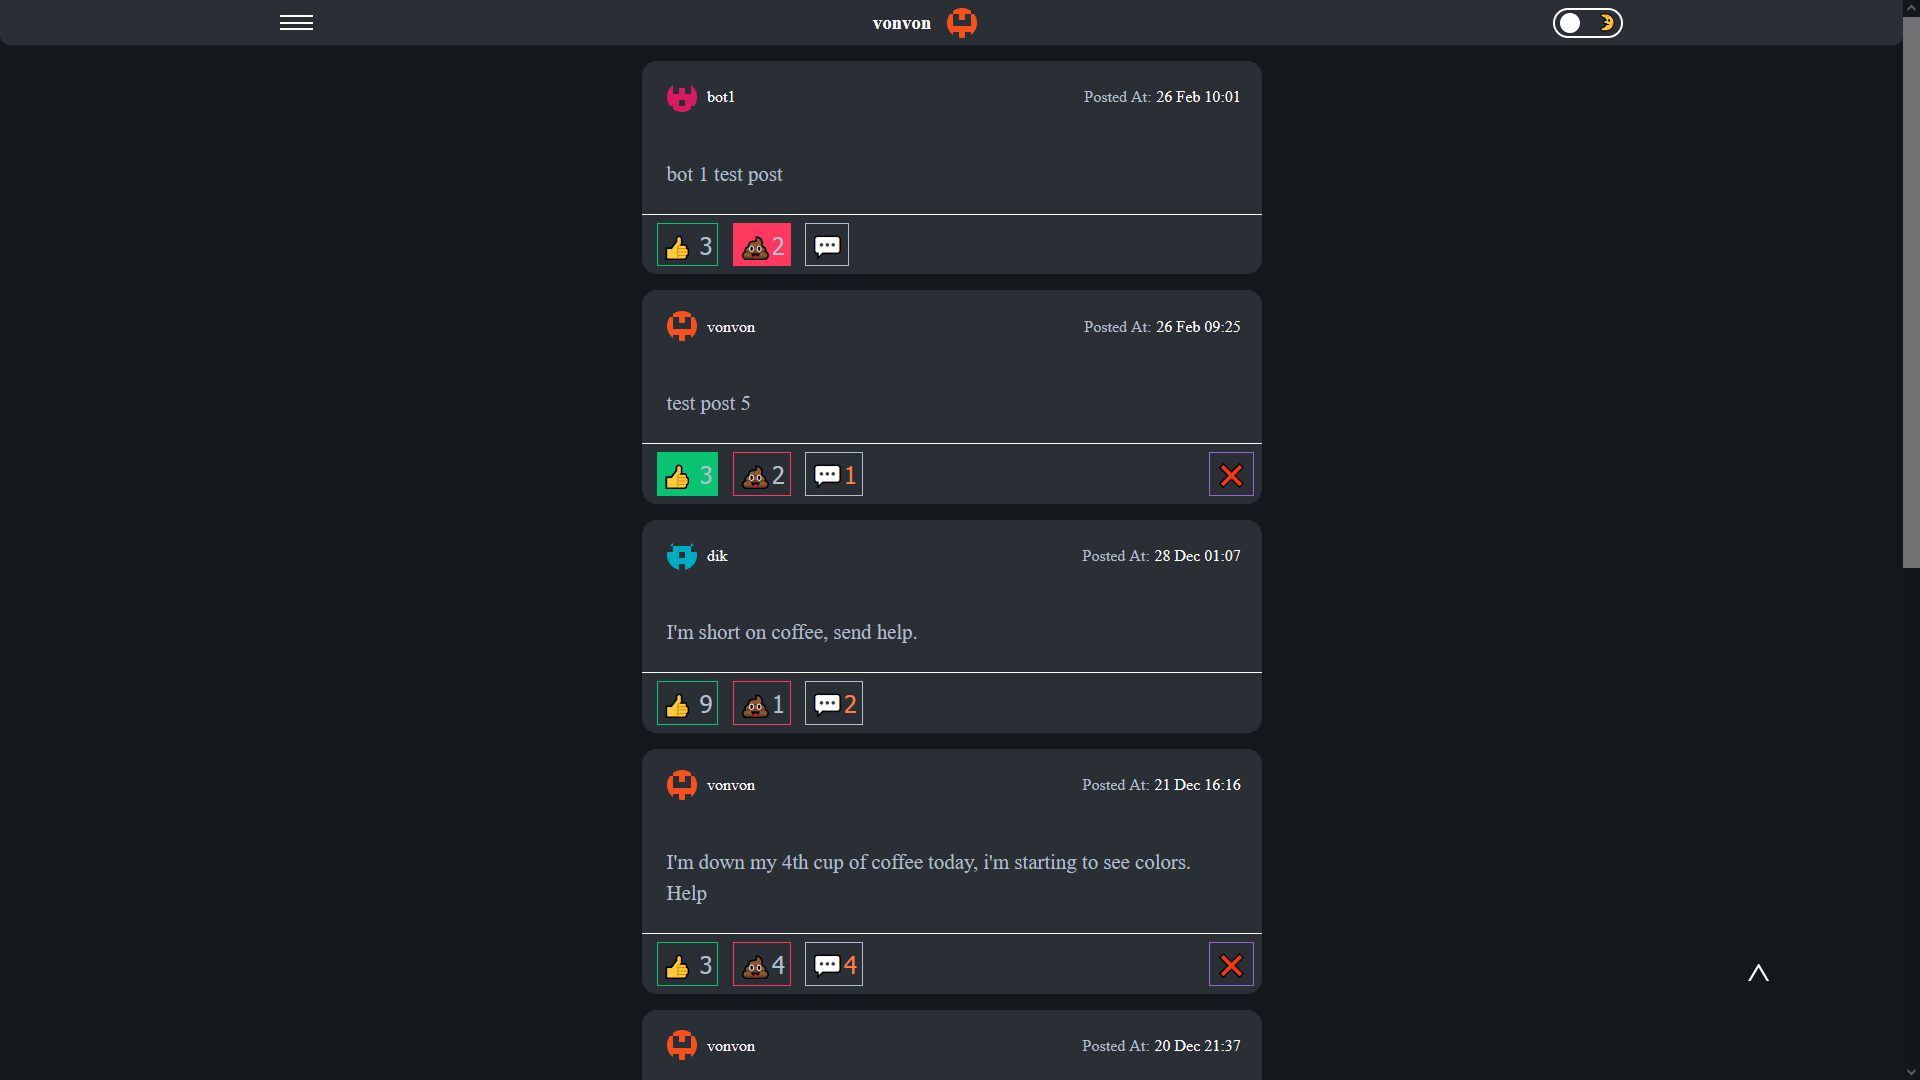 vonvon
bot1
Posted At: 26 Feb 10:01
bot 1 test post
3 2
vonvon
Posted At: 26 Feb 09:25
test post 5
3 2 1
dik
Posted At: 28 Dec 01:07
I'm short on coffee, send help.
9 1 2
vonvon
Posted At: 21 Dec 16:16
I'm down my 4th cup of coffee today, i'm starting to see colors.
Help
3 4 4
vonvon
Posted At: 20 Dec 21:37